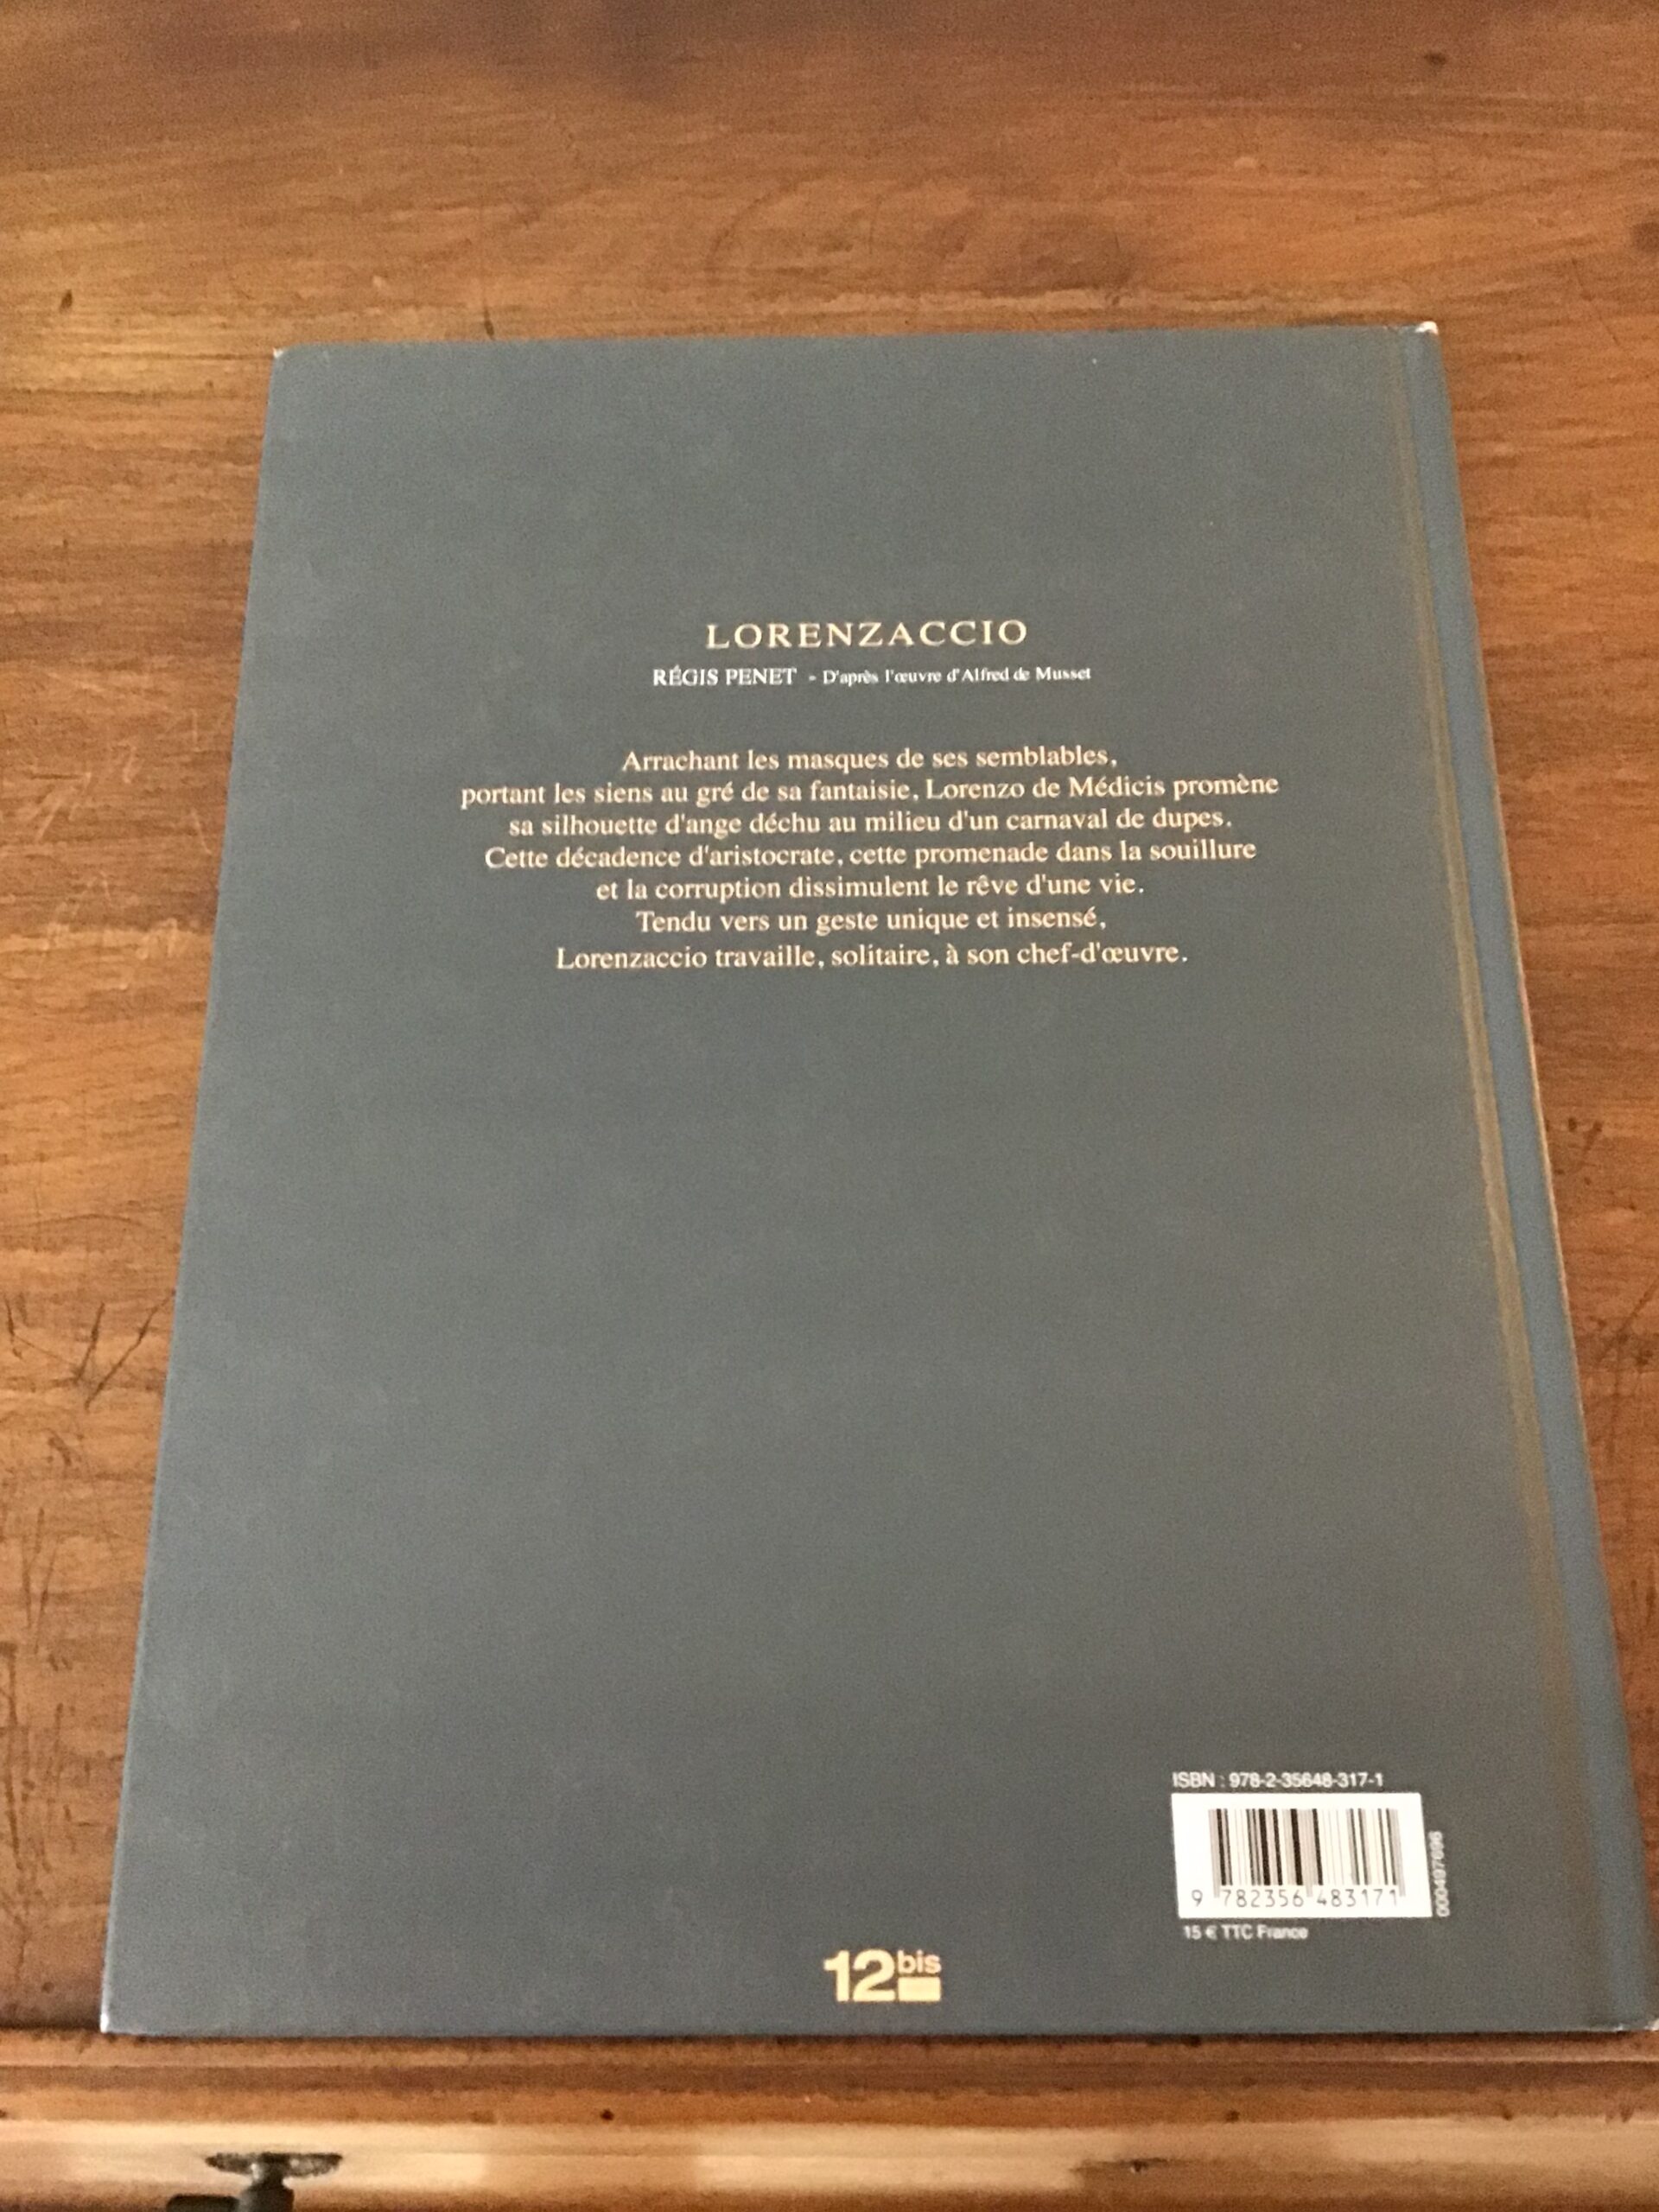 LORENZACCIO
RÉGIS PENET - D'après l'œuvre d'Alfred de Musset
Arrachant les masques de ses semblables,
portant les siens au gré de sa fantaisie, Lorenzo de Médicis promène
sa silhouette d'ange déchu au milieu d'un carnaval de dupes.
Cette décadence d'aristocrate, cette promenade dans la souillure
et la corruption dissimulent le rêve d'une vie.
Tendu vers un geste unique et insensé,
Lorenzaccio travaille, solitaire, à son chef-d'œuvre.
ISBN : 978-2-35648-317-1
9 782356 483171
000497696
15 € TTC France
12 bis